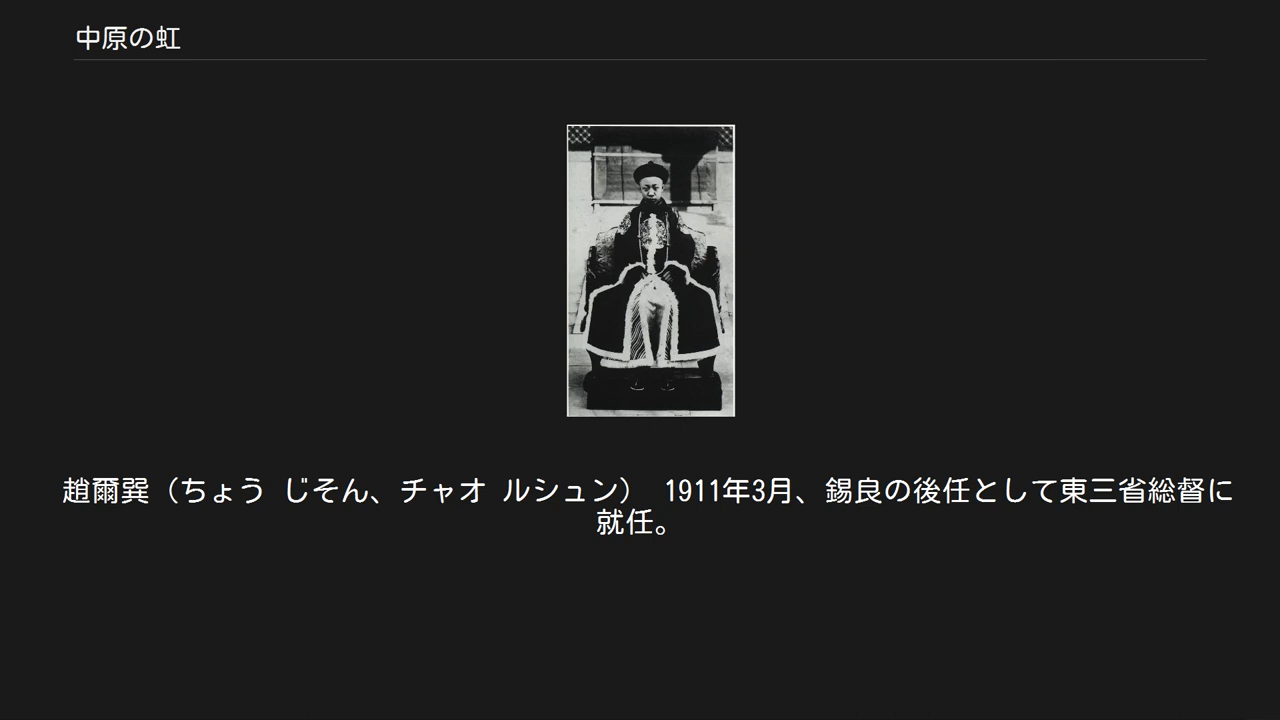 中原の虹
趙爾巽（ちょう じそん、チャオ ルシュン） 1911年3月、錫良の後任として東三省総督に
就任。